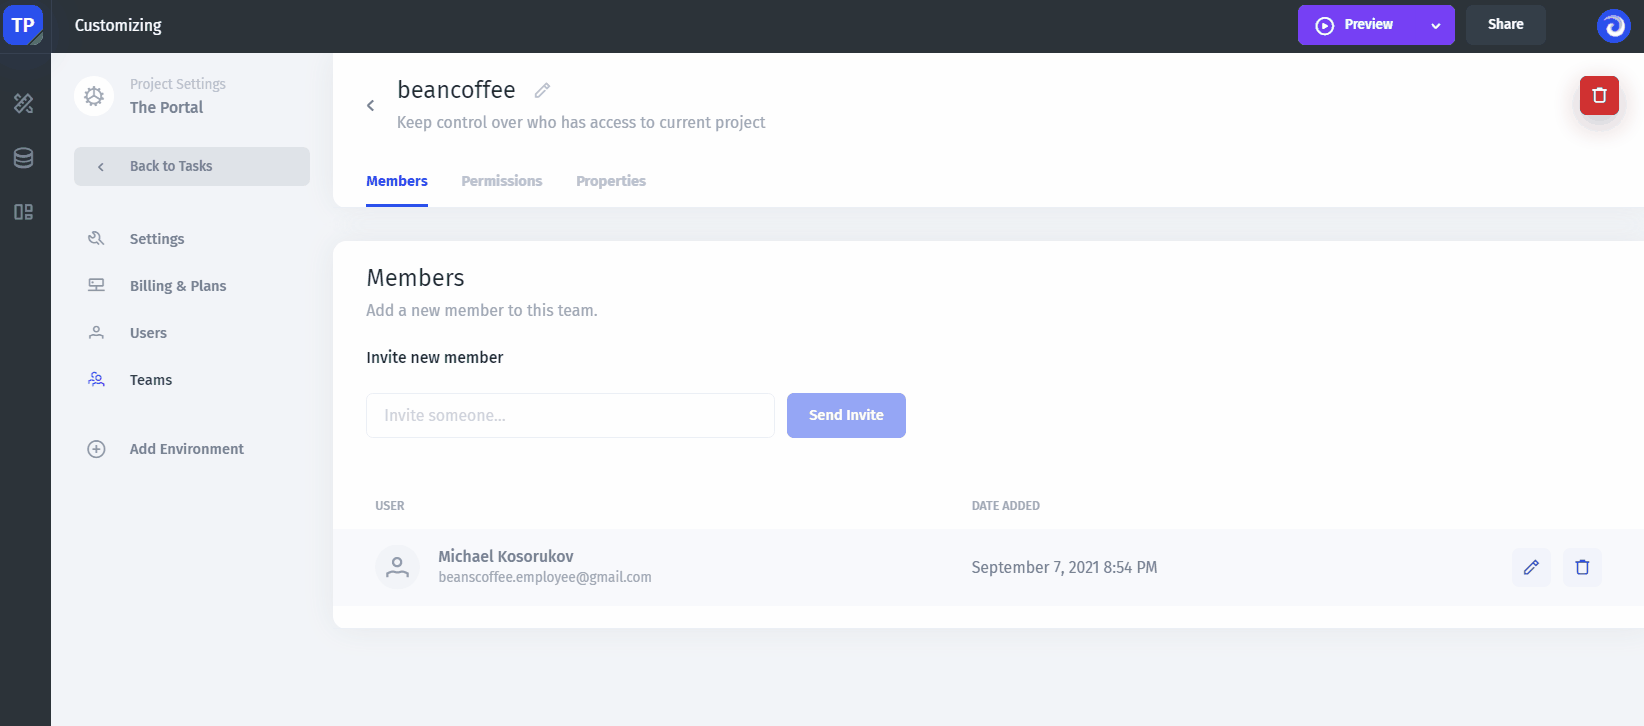 TP
Customizing
Preview
Share
Project Settings
The Portal
Back to Tasks
Settings
Billing & Plans
Users
Teams
Add Environment
beancoffee
Keep control over who has access to current project
Members
Permissions
Properties
Members
Add a new member to this team.
Invite new member
Invite someone...
Send Invite
USER
DATE ADDED
Michael Kosorukov
beanscoffee.employee@gmail.com
September 7, 2021 8:54 PM